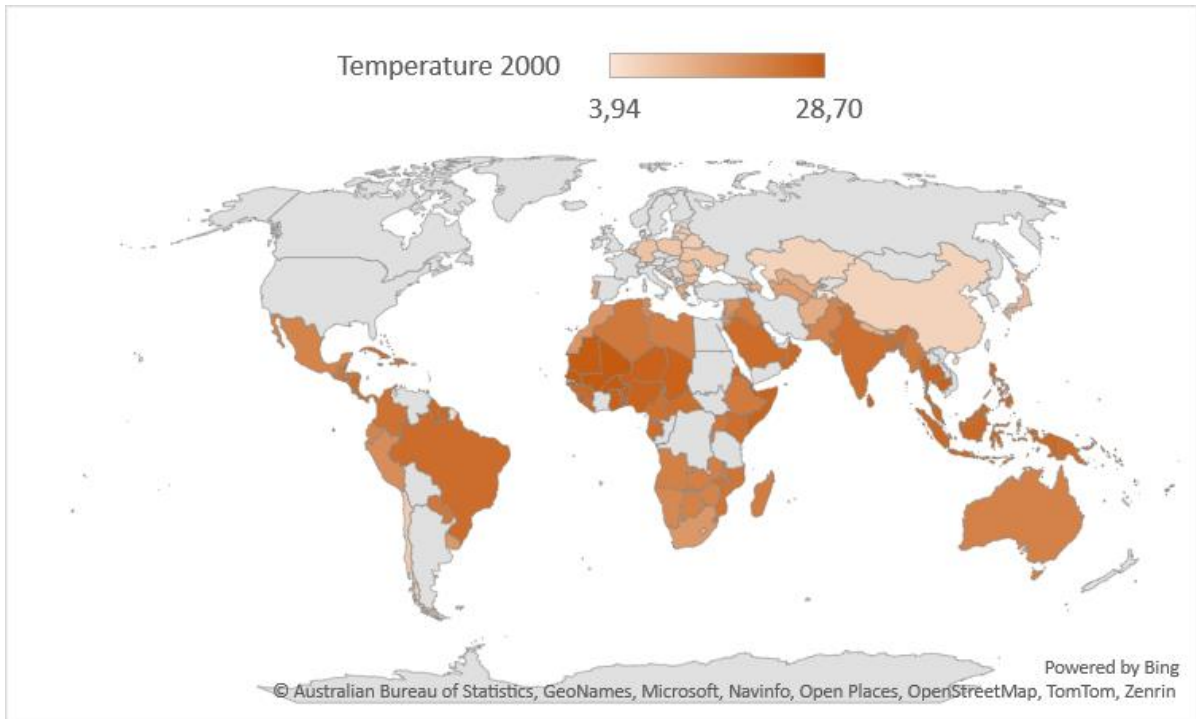 Temperature 2000
3,94 28,70
Powered by Bing
© Australian Bureau of Statistics, GeoNames, Microsoft, Navinfo, Open Places, OpenStreetMap, TomTom, Zenrin